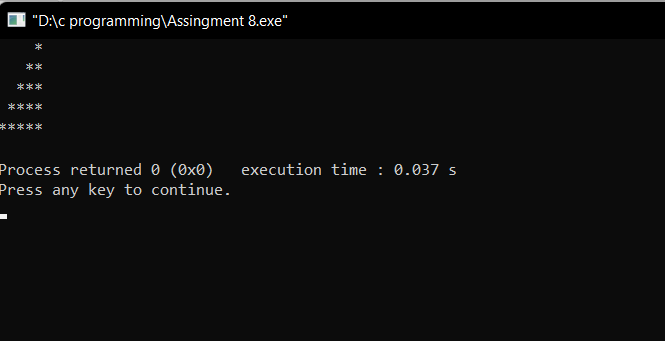 "D:\c programming\Assingment 8.exe"
    *
   **
  ***
 ****
*****
Process returned 0 (0x0)   execution time : 0.037 s
Press any key to continue.